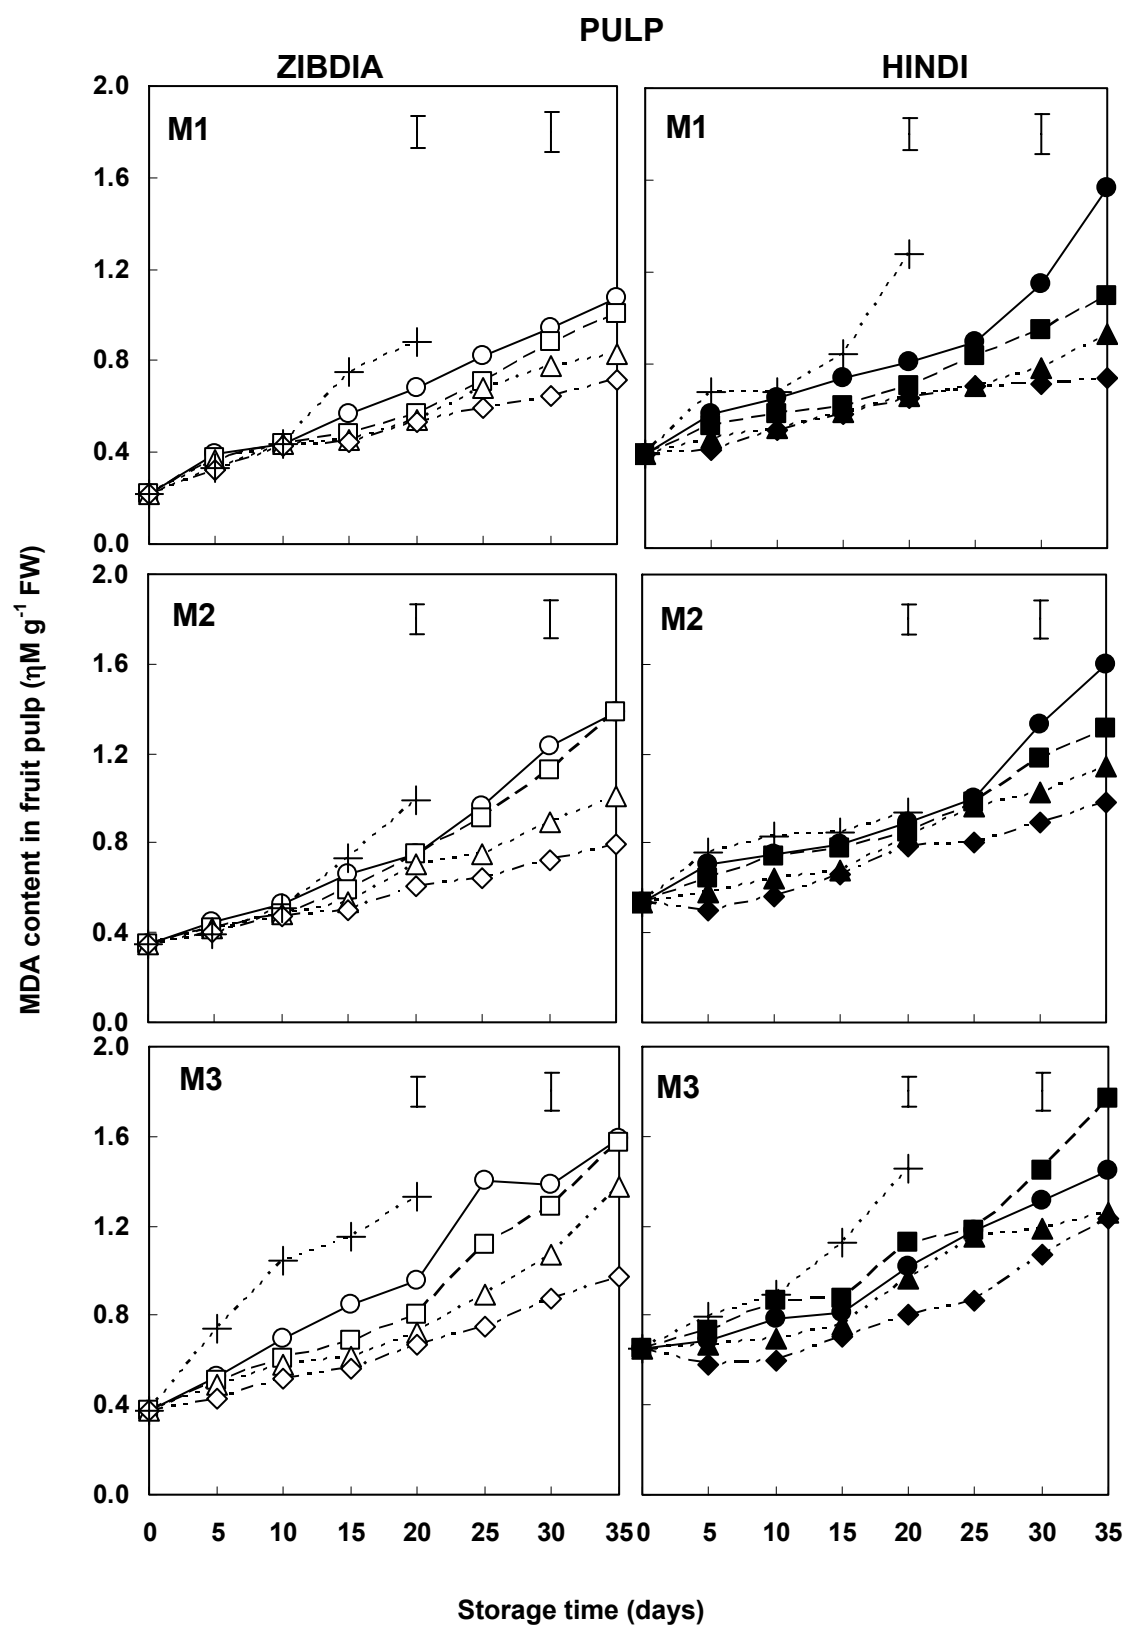 PULP
ZIBDIA HINDI
2.0
M1 M1
1.6
1.2
0.8
0.4
0.0
2.0
M2 M2
1.6
1.2
0.8
0.4
0.0
2.0
M3 M3
1.6
1.2
0.8
0.4
0.0
0 5 10 15 20 25 30 35 0 5 10 15 20 25 30 35
MDA content in fruit pulp (ηM g⁻¹ FW)
Storage time (days)